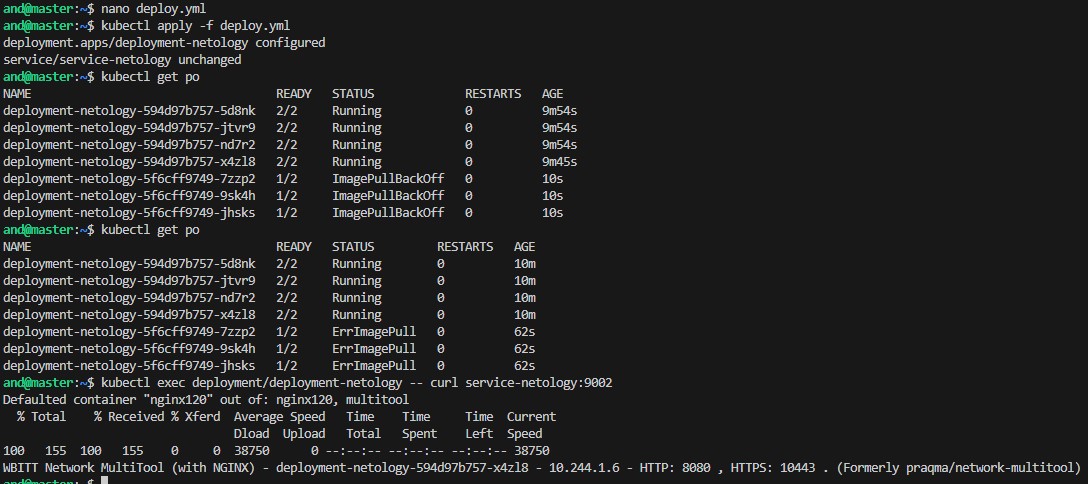 and@master:~$ nano deploy.yml
and@master:~$ kubectl apply -f deploy.yml
deployment.apps/deployment-netology configured
service/service-netology unchanged
and@master:~$ kubectl get po
NAME READY STATUS RESTARTS AGE
deployment-netology-594d97b757-5d8nk 2/2 Running 0 9m54s
deployment-netology-594d97b757-jtvr9 2/2 Running 0 9m54s
deployment-netology-594d97b757-nd7r2 2/2 Running 0 9m54s
deployment-netology-594d97b757-x4zl8 2/2 Running 0 9m45s
deployment-netology-5f6cff9749-7zzp2 1/2 ImagePullBackOff 0 10s
deployment-netology-5f6cff9749-9sk4h 1/2 ImagePullBackOff 0 10s
deployment-netology-5f6cff9749-jhsks 1/2 ImagePullBackOff 0 10s
and@master:~$ kubectl get po
NAME READY STATUS RESTARTS AGE
deployment-netology-594d97b757-5d8nk 2/2 Running 0 10m
deployment-netology-594d97b757-jtvr9 2/2 Running 0 10m
deployment-netology-594d97b757-nd7r2 2/2 Running 0 10m
deployment-netology-594d97b757-x4zl8 2/2 Running 0 10m
deployment-netology-5f6cff9749-7zzp2 1/2 ErrImagePull 0 62s
deployment-netology-5f6cff9749-9sk4h 1/2 ErrImagePull 0 62s
deployment-netology-5f6cff9749-jhsks 1/2 ErrImagePull 0 62s
and@master:~$ kubectl exec deployment/deployment-netology -- curl service-netology:9002
Defaulted container "nginx120" out of: nginx120, multitool
% Total % Received % Xferd Average Speed Time Time Time Current
Dload Upload Total Spent Left Speed
100 155 100 155 0 0 38750 0 --:--:-- --:--:-- --:--:-- 38750
WBITT Network MultiTool (with NGINX) - deployment-netology-594d97b757-x4zl8 - 10.244.1.6 - HTTP: 8080 , HTTPS: 10443 . (Formerly praqma/network-multitool)
and@master:~$